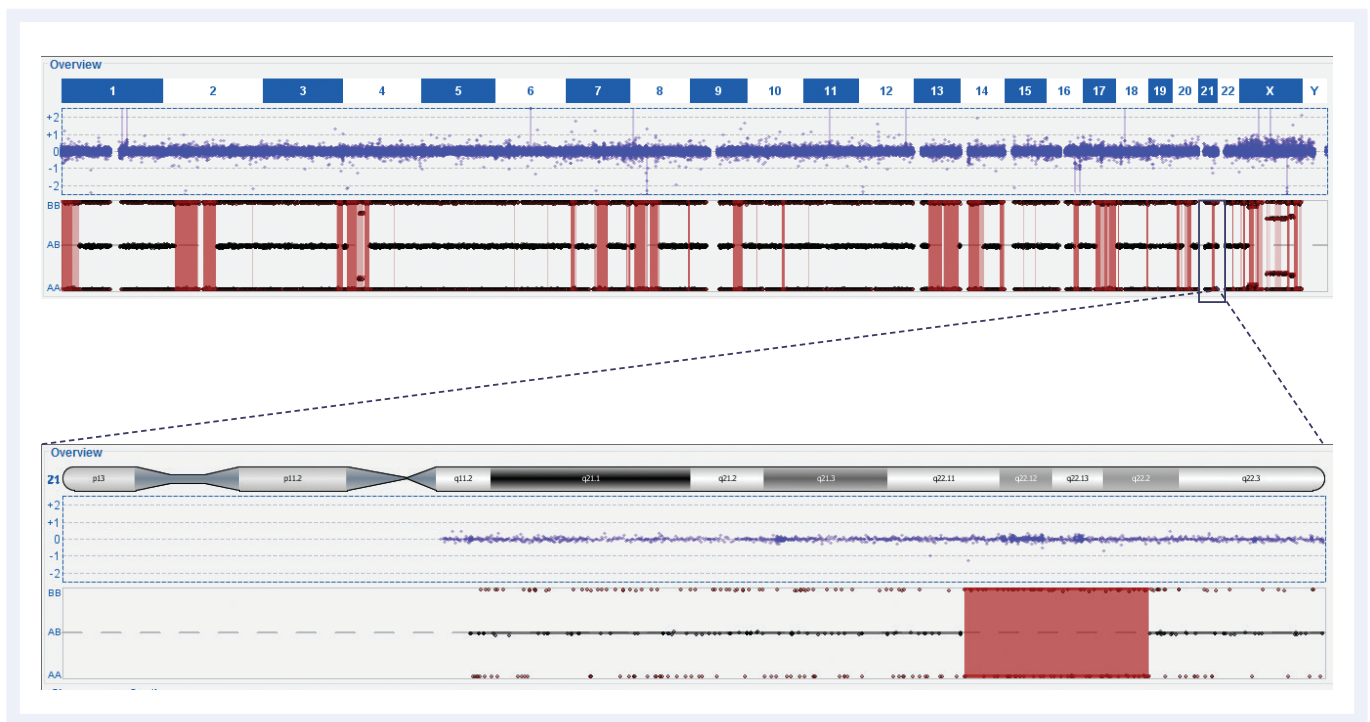 Overview
1 2 3 4 5 6 7 8 9 10 11 12 13 14 15 16 17 18 19 20 21 22 X Y
+2
+1
0
-1
-2
BB
AB
AA
Overview
21 p13 p11.2 q11.2 q21.1 q21.2 q21.3 q22.11 q22.12 q22.13 q22.2 q22.3
+2
+1
0
-1
-2
BB
AB
AA